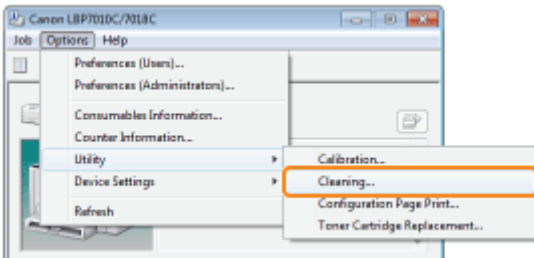 Canon LBP7010C/7018C
Job Options Help
Preferences (Users)...
Preferences (Administrators)...
Consumables Information...
Counter Information...
Utility
Device Settings
Refresh
Calibration...
Cleaning...
Configuration Page Print...
Toner Cartridge Replacement...